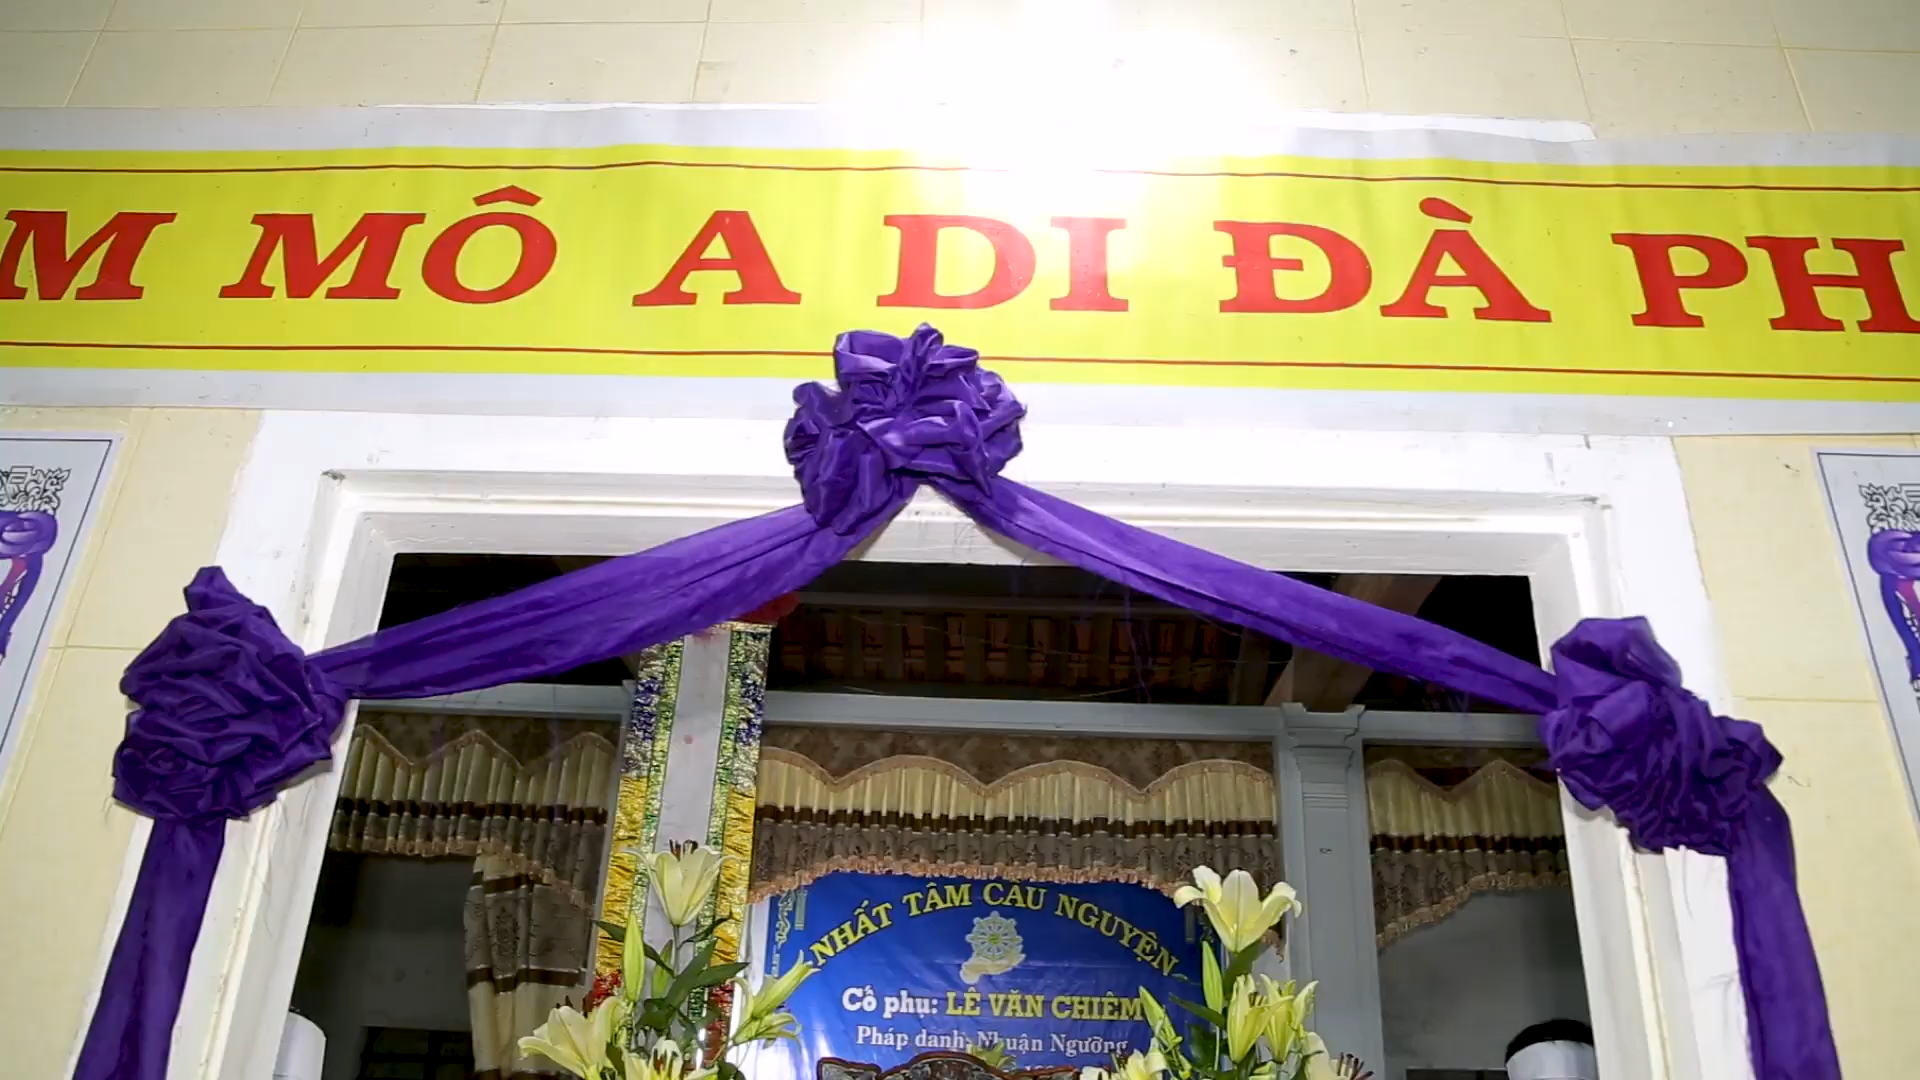 M MÔ A DI ĐÀ PH
NHẤT TÂM CẦU NGUYỆN
Cố phụ: LÊ VĂN CHIÊM
Pháp danh: Nhuận Ngưỡng